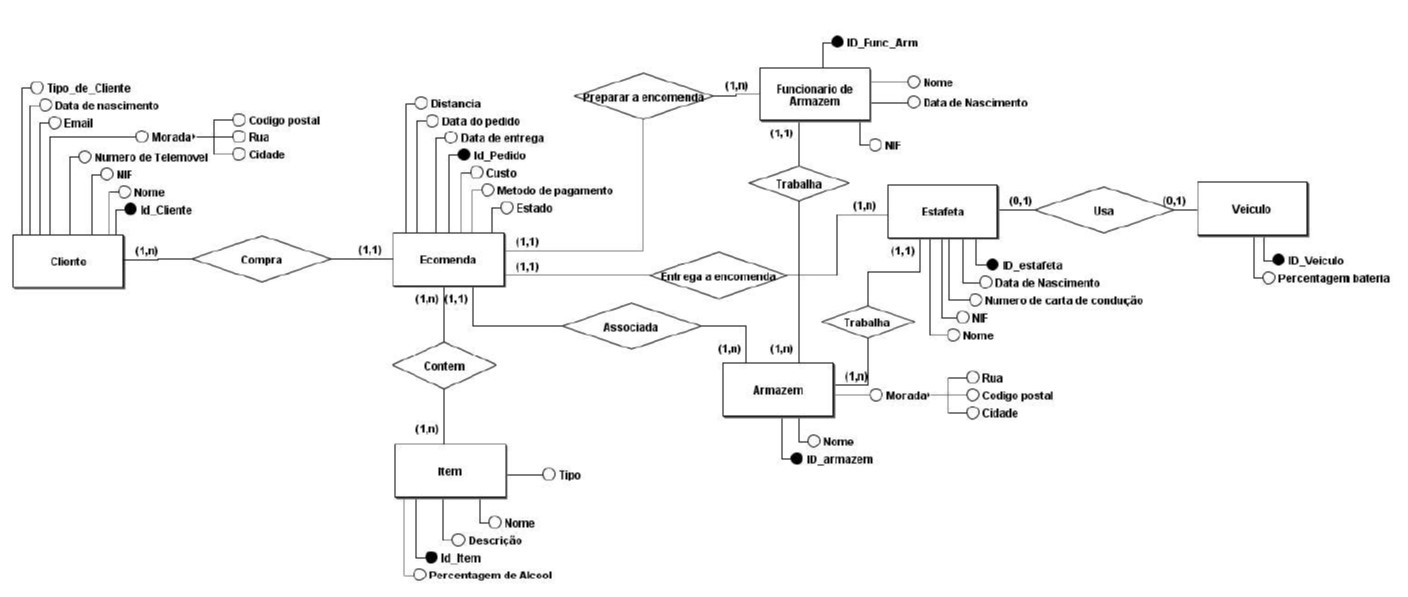 Tipo_de_Cliente
Data de nascimento
Email
Morada
Codigo postal
Rua
Cidade
Numero de Telemovel
NIF
Nome
Id_Cliente
Cliente
(1,n)
Compra
(1,1)
Distancia
Data do pedido
Data de entrega
Id_Pedido
Custo
Metodo de pagamento
Estado
Ecomenda
(1,1)
(1,1)
(1,n)
(1,1)
Preparar a encomenda
(1,n)
ID_Func_Arm
Funcionario de
Armazem
Nome
Data de Nascimento
NIF
(1,1)
Trabalha
(1,n)
Entrega a encomenda
(1,n)
Estafeta
(0,1)
Usa
(0,1)
Veiculo
ID_Veiculo
Percentagem bateria
(1,1)
ID_estafeta
Data de Nascimento
Numero de carta de condução
NIF
Nome
Trabalha
(1,n)
Associada
(1,n)
Armazem
Morada
Rua
Codigo postal
Cidade
Nome
ID_armazem
Contem
(1,n)
Item
Tipo
Nome
Descrição
Id_Item
Percentagem de Alcool